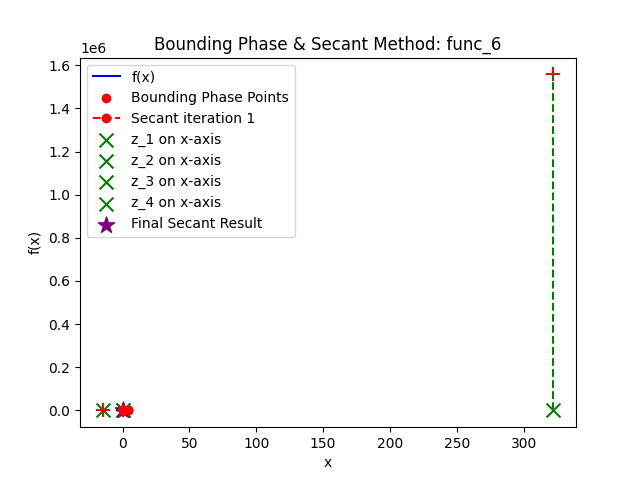 Bounding Phase & Secant Method: func_6
1e6
f(x)
Bounding Phase Points
Secant iteration 1
z_1 on x-axis
z_2 on x-axis
z_3 on x-axis
z_4 on x-axis
Final Secant Result
1.6
1.4
1.2
1.0
0.8
0.6
0.4
0.2
0.0
f(x)
0 50 100 150 200 250 300
x